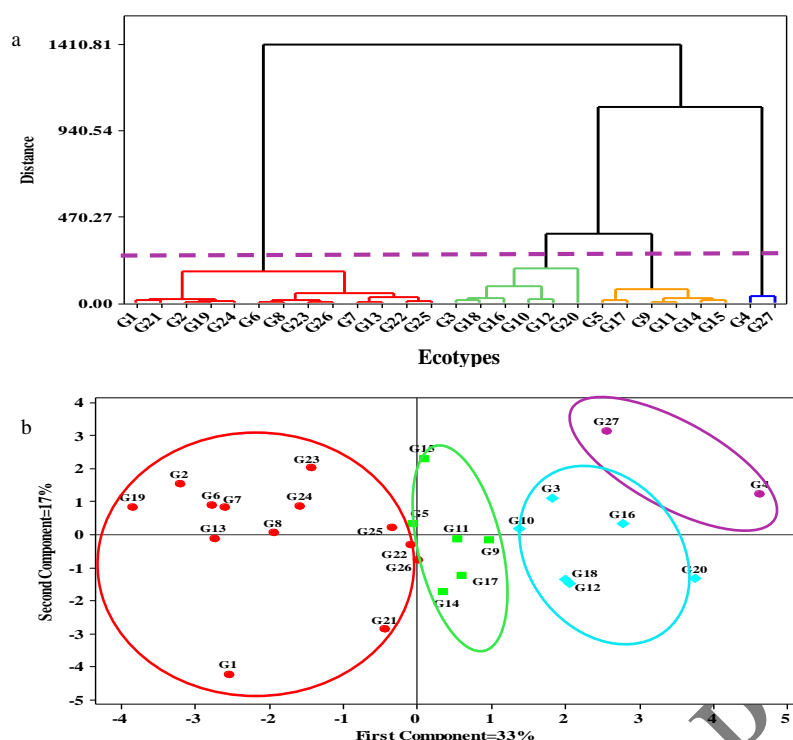 a
1410.81
940.54
470.27
0.00
Distance
G1 G21 G2 G19 G24 G6 G8 G23 G26 G7 G13 G22 G25 G3 G18 G16 G10 G12 G20 G5 G17 G9 G11 G14 G15 G4 G27
Ecotypes
b
4
3
2
1
0
-1
-2
-3
-4
-5
Second Component=17%
G27
G15
G23
G2
G4
G19
G6
G7
G24
G3
G16
G5
G10
G25
G11
G13
G8
G22
G9
G26
G17
G18
G20
G12
G14
G21
G1
-4 -3 -2 -1 0 1 2 3 4 5
First Component=33%